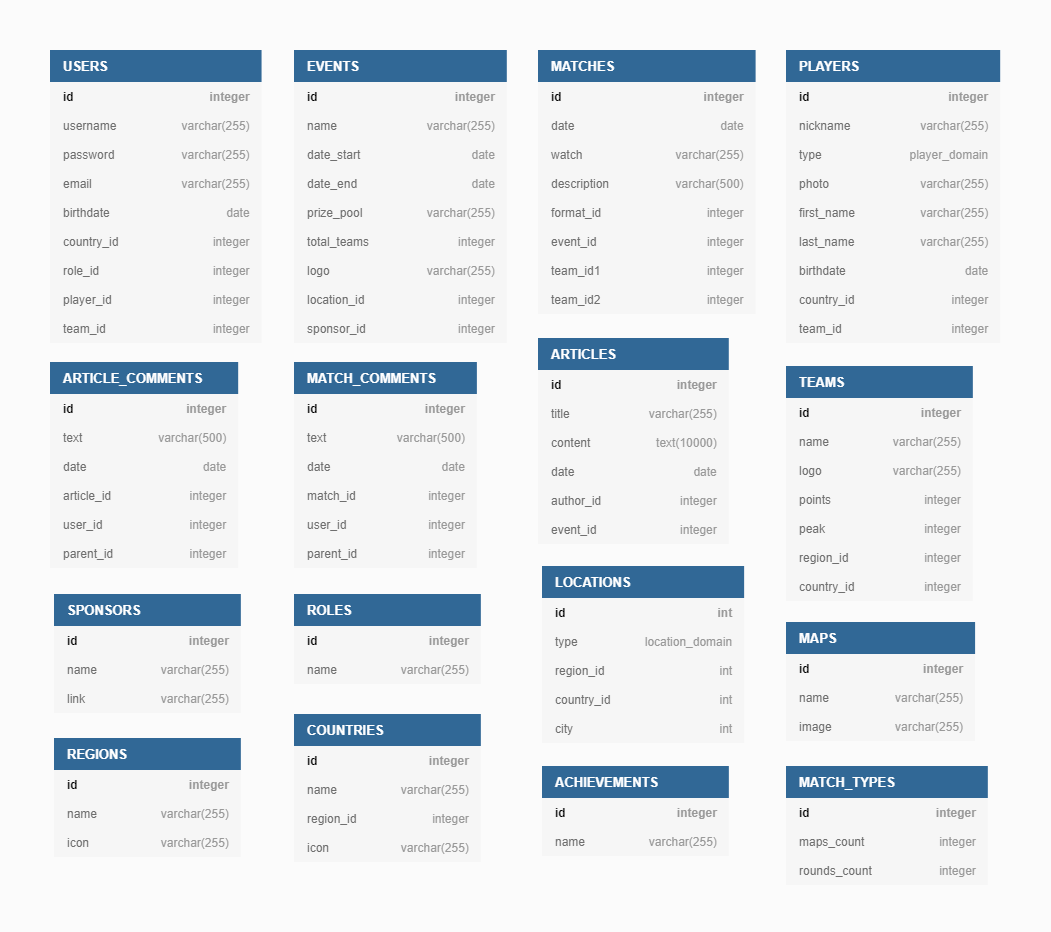 USERS
id integer
username varchar(255)
password varchar(255)
email varchar(255)
birthdate date
country_id integer
role_id integer
player_id integer
team_id integer
EVENTS
id integer
name varchar(255)
date_start date
date_end date
prize_pool varchar(255)
total_teams integer
logo varchar(255)
location_id integer
sponsor_id integer
MATCHES
id integer
date date
watch varchar(255)
description varchar(500)
format_id integer
event_id integer
team_id1 integer
team_id2 integer
PLAYERS
id integer
nickname varchar(255)
type player_domain
photo varchar(255)
first_name varchar(255)
last_name varchar(255)
birthdate date
country_id integer
team_id integer
ARTICLE_COMMENTS
id integer
text varchar(500)
date date
article_id integer
user_id integer
parent_id integer
MATCH_COMMENTS
id integer
text varchar(500)
date date
match_id integer
user_id integer
parent_id integer
ARTICLES
id integer
title varchar(255)
content text(10000)
date date
author_id integer
event_id integer
TEAMS
id integer
name varchar(255)
logo varchar(255)
points integer
peak integer
region_id integer
country_id integer
SPONSORS
id integer
name varchar(255)
link varchar(255)
ROLES
id integer
name varchar(255)
LOCATIONS
id int
type location_domain
region_id int
country_id int
city int
MAPS
id integer
name varchar(255)
image varchar(255)
REGIONS
id integer
name varchar(255)
icon varchar(255)
COUNTRIES
id integer
name varchar(255)
region_id integer
icon varchar(255)
ACHIEVEMENTS
id integer
name varchar(255)
MATCH_TYPES
id integer
maps_count integer
rounds_count integer